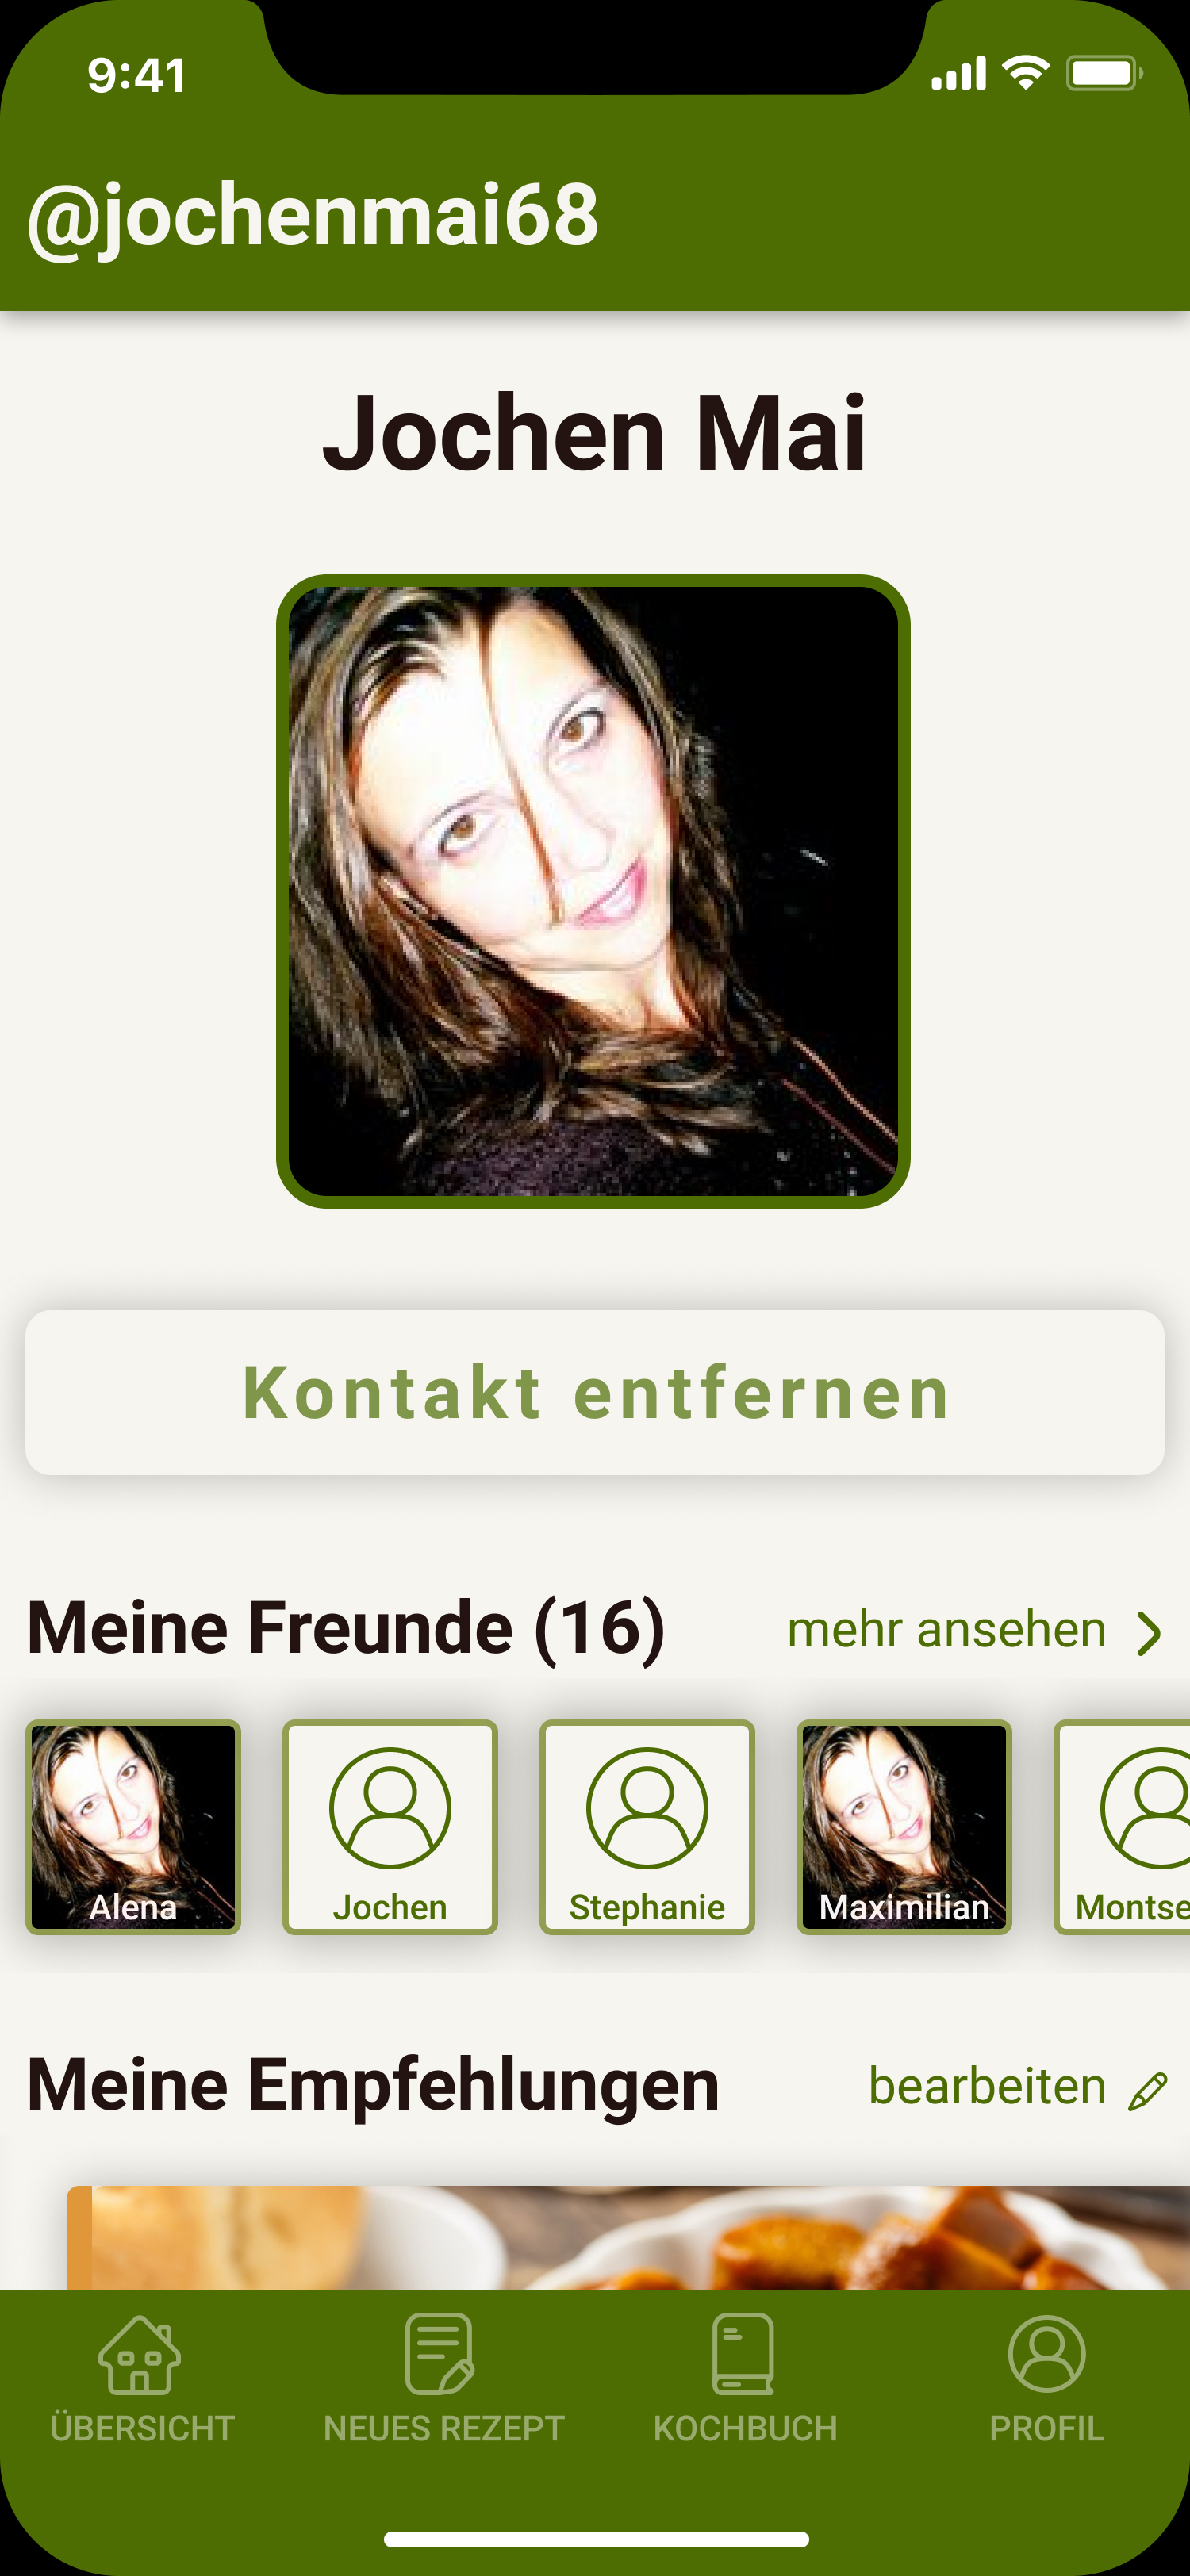 9:41
@jochenmai68
Jochen Mai
Kontakt entfernen
Meine Freunde (16) mehr ansehen
Alena Jochen Stephanie Maximilian Montse
Meine Empfehlungen bearbeiten
ÜBERSICHT NEUES REZEPT KOCHBUCH PROFIL